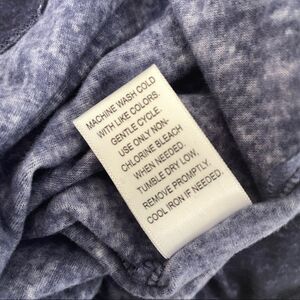 MACHINE WASH COLD
WITH LIKE COLORS.
GENTLE CYCLE.
USE ONLY NON-
CHLORINE BLEACH
WHEN NEEDED.
TUMBLE DRY LOW.
REMOVE PROMPTLY.
COOL IRON IF NEEDED.